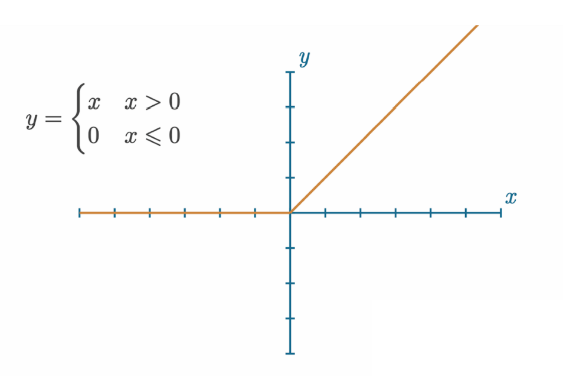 y
y = { x x > 0
0 x ⩽ 0
x